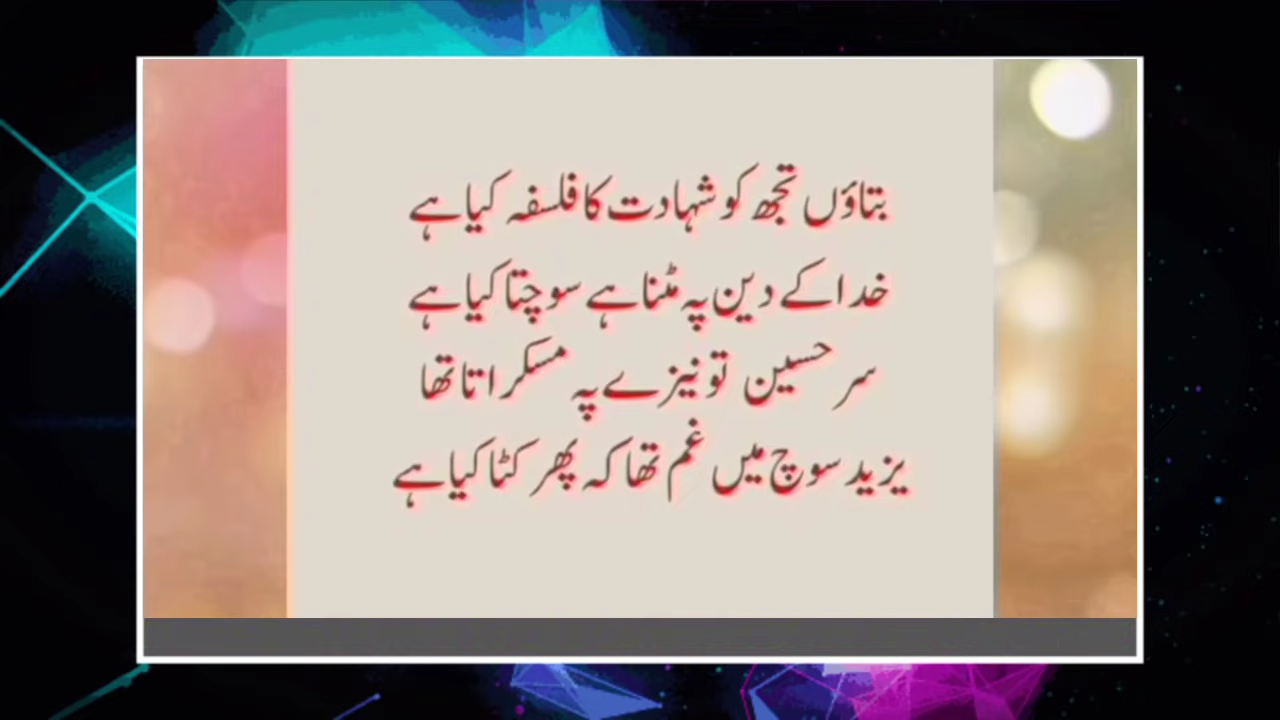 بتاؤں تجھ کو شہادت کا فلسفہ کیا ہے
خدا کے دین پہ مٹنا ہے سوچتا کیا ہے
سر حسین تو نیزے پہ مسکراتا تھا
یزید سوچ میں غم تھا کہ پھر کٹا کیا ہے